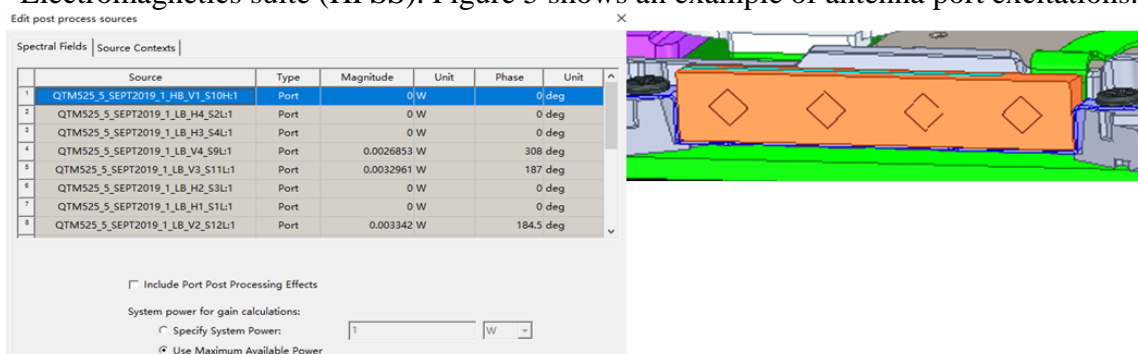 Electromagnetics suite (HFSS). Figure 3 shows an example of antenna port excitations.
Edit post process sources ×
Spectral Fields Source Contexts
Source Type Magnitude Unit Phase Unit
1 QTM525_5_SEPT2019_1_HB_V1_S10H:1 Port 0 W 0 deg
2 QTM525_5_SEPT2019_1_LB_H4_S2L:1 Port 0 W 0 deg
3 QTM525_5_SEPT2019_1_LB_H3_S4L:1 Port 0 W 0 deg
4 QTM525_5_SEPT2019_1_LB_V4_S9L:1 Port 0.0026853 W 308 deg
5 QTM525_5_SEPT2019_1_LB_V3_S11L:1 Port 0.0032961 W 187 deg
6 QTM525_5_SEPT2019_1_LB_H2_S3L:1 Port 0 W 0 deg
7 QTM525_5_SEPT2019_1_LB_H1_S1L:1 Port 0 W 0 deg
8 QTM525_5_SEPT2019_1_LB_V2_S12L:1 Port 0.003342 W 184.5 deg
Include Port Post Processing Effects
System power for gain calculations:
Specify System Power: 1 W
Use Maximum Available Power